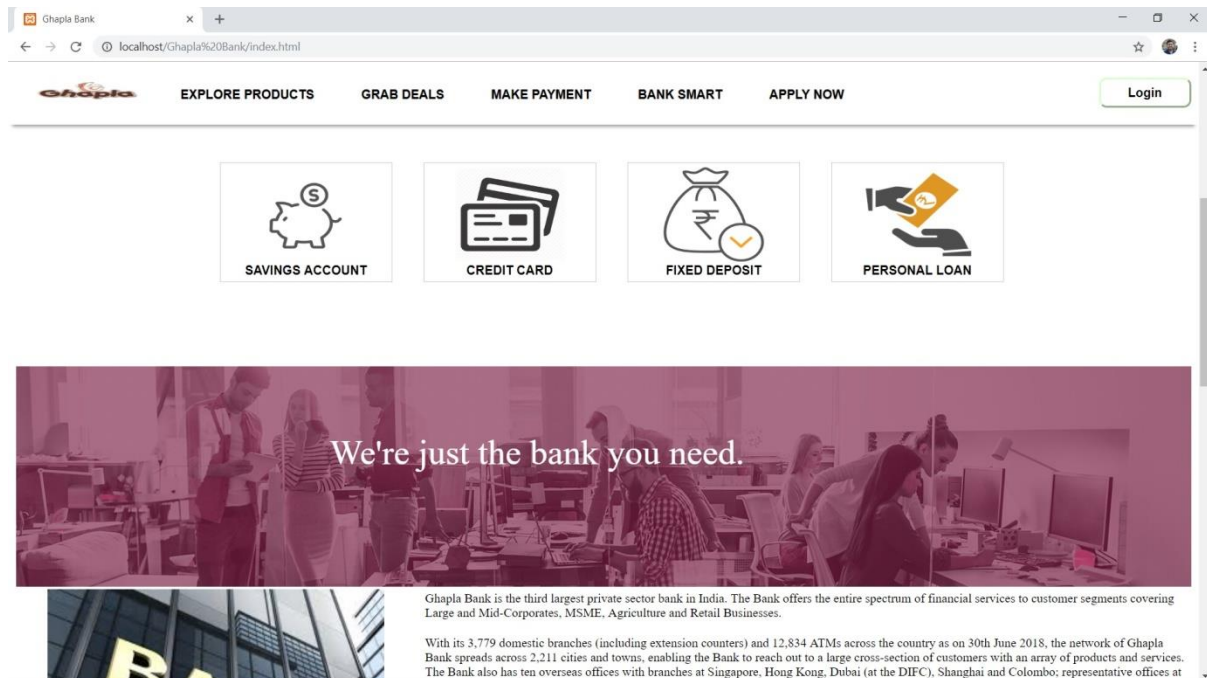 Ghapla Bank
localhost/Ghapla%20Bank/index.html
Ghapla
EXPLORE PRODUCTS
GRAB DEALS
MAKE PAYMENT
BANK SMART
APPLY NOW
Login
S
SAVINGS ACCOUNT
CREDIT CARD
₹
FIXED DEPOSIT
PERSONAL LOAN
We're just the bank you need.
BA
Ghapla Bank is the third largest private sector bank in India. The Bank offers the entire spectrum of financial services to customer segments covering
Large and Mid-Corporates, MSME, Agriculture and Retail Businesses.
With its 3,779 domestic branches (including extension counters) and 12,834 ATMs across the country as on 30th June 2018, the network of Ghapla
Bank spreads across 2,211 cities and towns, enabling the Bank to reach out to a large cross-section of customers with an array of products and services.
The Bank also has ten overseas offices with branches at Singapore, Hong Kong, Dubai (at the DIFC), Shanghai and Colombo; representative offices at